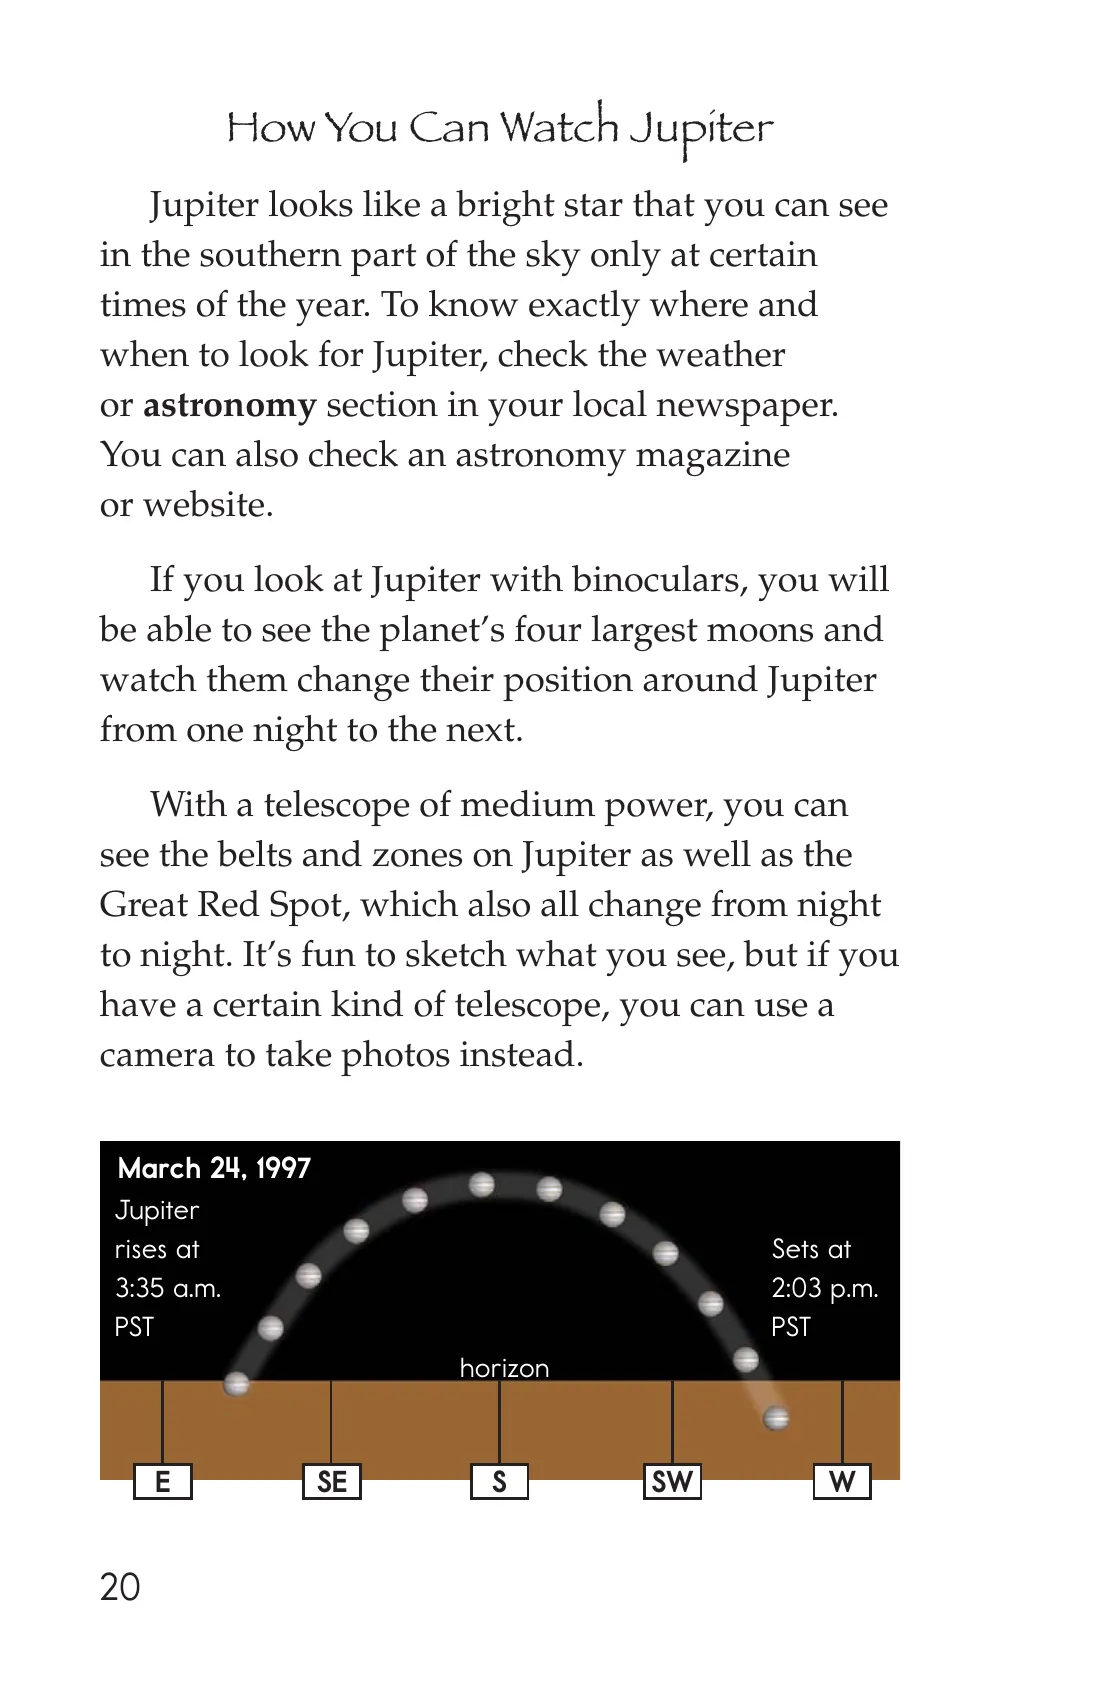 How You Can Watch Jupiter
Jupiter looks like a bright star that you can see
in the southern part of the sky only at certain
times of the year. To know exactly where and
when to look for Jupiter, check the weather
or astronomy section in your local newspaper.
You can also check an astronomy magazine
or website.
If you look at Jupiter with binoculars, you will
be able to see the planet’s four largest moons and
watch them change their position around Jupiter
from one night to the next.
With a telescope of medium power, you can
see the belts and zones on Jupiter as well as the
Great Red Spot, which also all change from night
to night. It’s fun to sketch what you see, but if you
have a certain kind of telescope, you can use a
camera to take photos instead.
March 24, 1997
Jupiter
rises at
3:35 a.m.
PST
Sets at
2:03 p.m.
PST
horizon
E SE S SW W
20